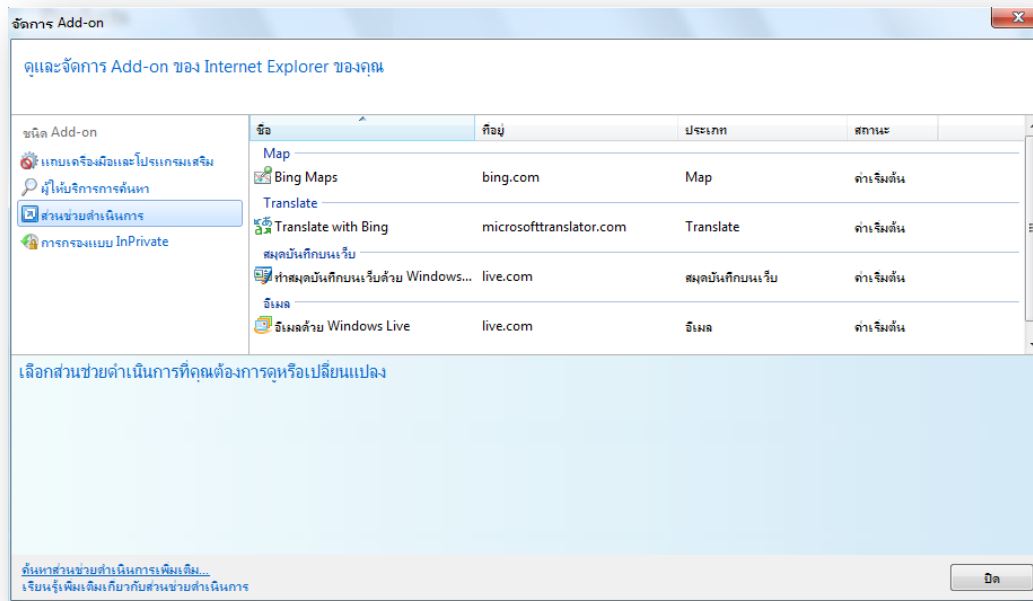 จัดการ Add-on
ดูและจัดการ Add-on ของ Internet Explorer ของคุณ
ชนิด Add-on
แถบเครื่องมือและโปรแกรมเสริม
ผู้ให้บริการการค้นหา
ส่วนช่วยดำเนินการ
การกรองแบบ InPrivate
ชื่อ ที่อยู่ ประเภท สถานะ
Map
Bing Maps bing.com Map ค่าเริ่มต้น
Translate
Translate with Bing microsofttranslator.com Translate ค่าเริ่มต้น
สมุดบันทึกบนเว็บ
ทำสมุดบันทึกบนเว็บด้วย Windows... live.com สมุดบันทึกบนเว็บ ค่าเริ่มต้น
อีเมล
อีเมลด้วย Windows Live live.com อีเมล ค่าเริ่มต้น
เลือกส่วนช่วยดำเนินการที่คุณต้องการดูหรือเปลี่ยนแปลง
ค้นหาส่วนช่วยดำเนินการเพิ่มเติม...
เรียนรู้เพิ่มเติมเกี่ยวกับส่วนช่วยดำเนินการ
ปิด